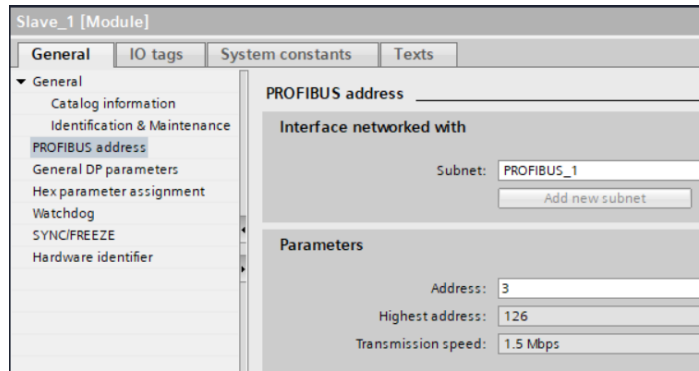 Slave_1 [Module]
General IO tags System constants Texts
General
Catalog information
Identification & Maintenance
PROFIBUS address
General DP parameters
Hex parameter assignment
Watchdog
SYNC/FREEZE
Hardware identifier
PROFIBUS address
Interface networked with
Subnet: PROFIBUS_1
Add new subnet
Parameters
Address: 3
Highest address: 126
Transmission speed: 1.5 Mbps